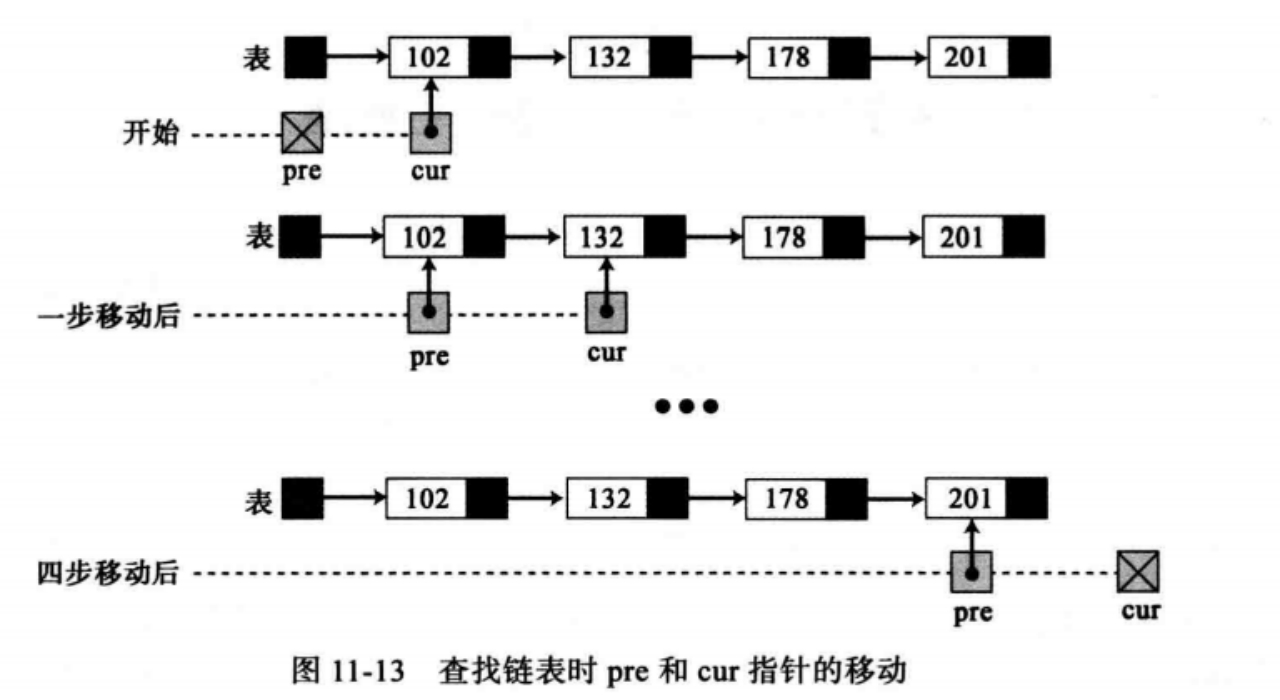 表 102 132 178 201
开始
pre cur
表 102 132 178 201
一步移动后
pre cur
表 102 132 178 201
四步移动后
pre cur
图 11-13 查找链表时 pre 和 cur 指针的移动